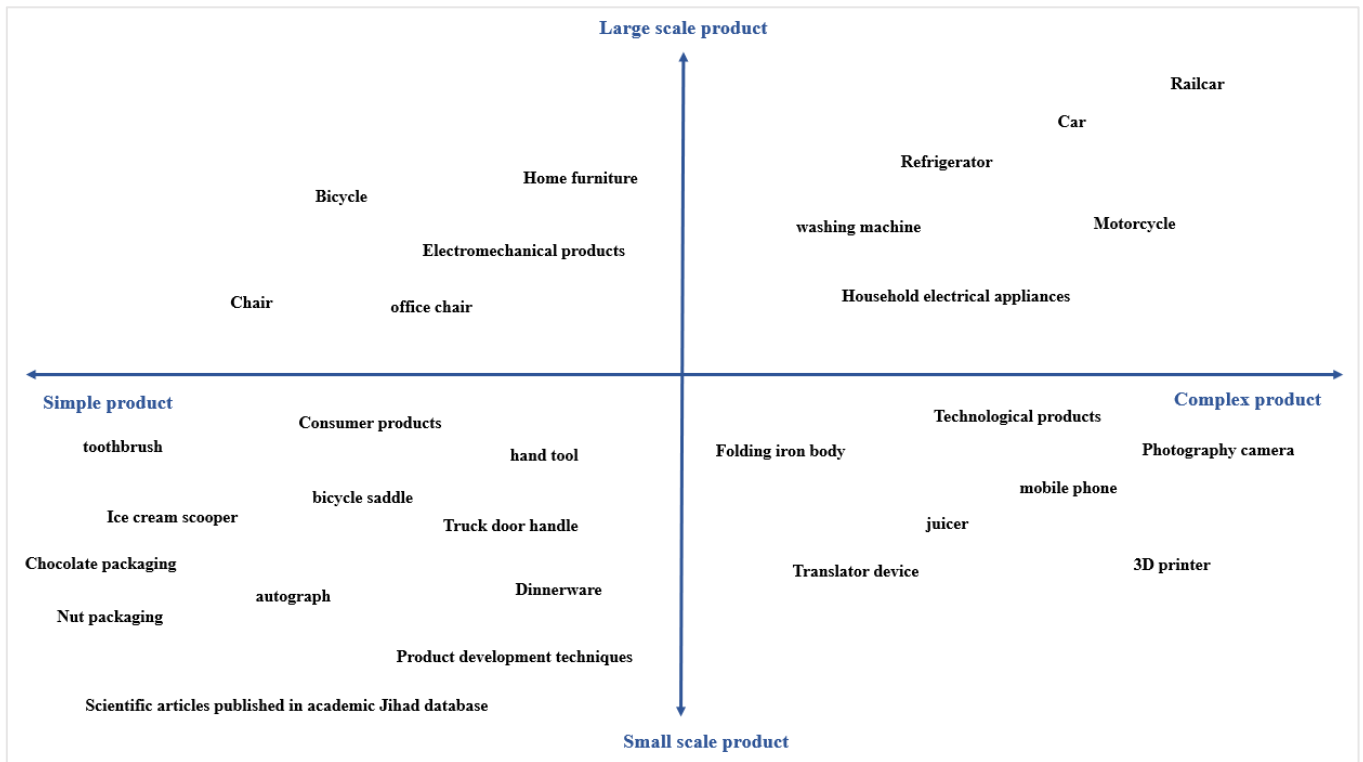 Large scale product
Railcar
Car
Refrigerator
Home furniture
Bicycle
washing machine
Motorcycle
Electromechanical products
Household electrical appliances
Chair
office chair
Simple product
Complex product
Consumer products
Technological products
toothbrush
hand tool
Folding iron body
Photography camera
mobile phone
bicycle saddle
Ice cream scooper
Truck door handle
juicer
Chocolate packaging
Translator device
3D printer
autograph
Dinnerware
Nut packaging
Product development techniques
Scientific articles published in academic Jihad database
Small scale product